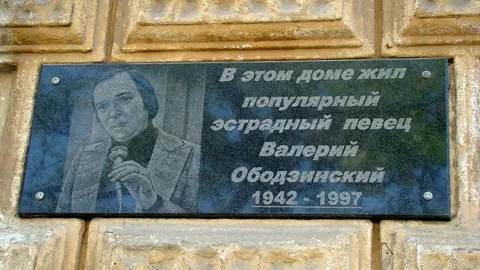 В этом доме жил
популярный
эстрадный певец
Валерий
Ободзинский
1942 - 1997